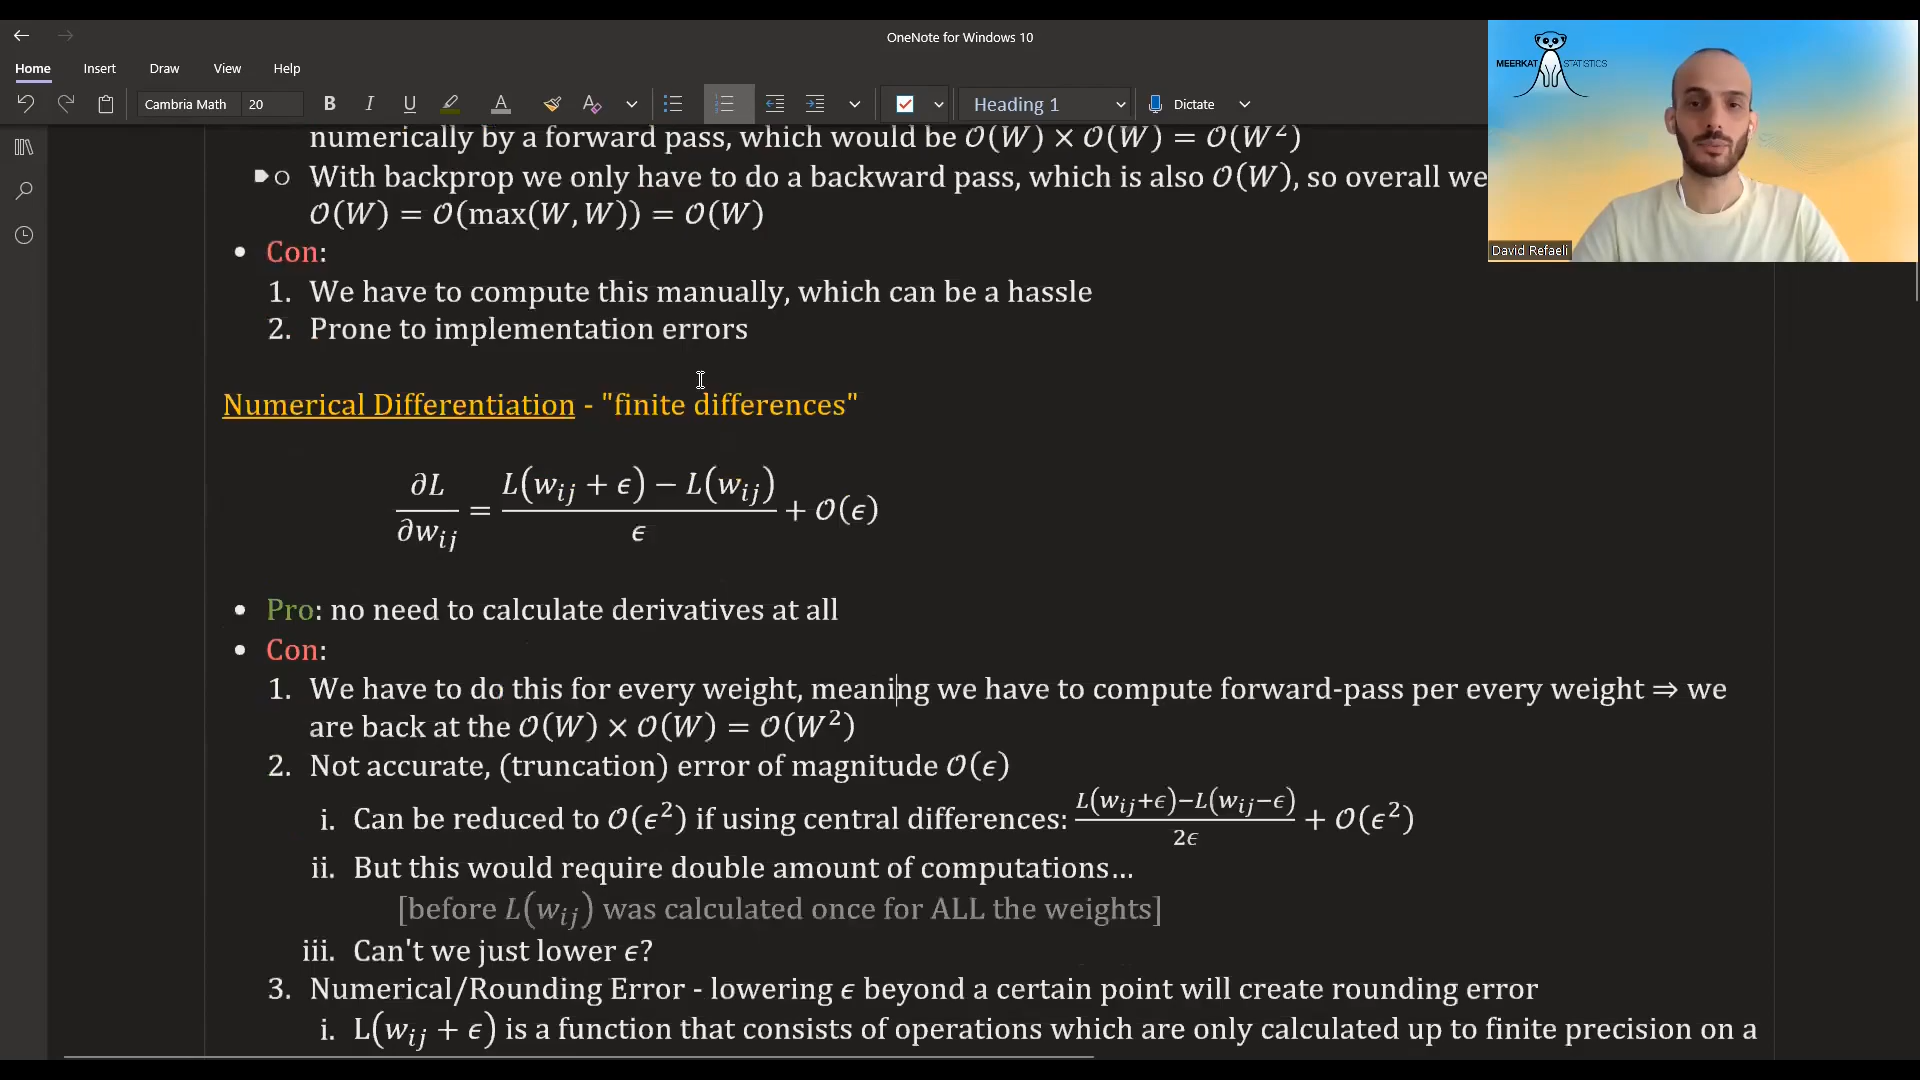 OneNote for Windows 10
Home Insert Draw View Help
Cambria Math 20 B I U A A Heading 1 Dictate
MEERKAT STATISTICS
David Refaeli
numerically by a forward pass, which would be 𝒪(W) × 𝒪(W) = 𝒪(W²)
○ With backprop we only have to do a backward pass, which is also 𝒪(W), so overall we
𝒪(W) = 𝒪(max(W, W)) = 𝒪(W)
• Con:
1. We have to compute this manually, which can be a hassle
2. Prone to implementation errors
Numerical Differentiation - "finite differences"
∂L/∂w_ij = (L(w_ij + ϵ) − L(w_ij))/ϵ + 𝒪(ϵ)
• Pro: no need to calculate derivatives at all
• Con:
1. We have to do this for every weight, meaning we have to compute forward-pass per every weight ⇒ we
are back at the 𝒪(W) × 𝒪(W) = 𝒪(W²)
2. Not accurate, (truncation) error of magnitude 𝒪(ϵ)
i. Can be reduced to 𝒪(ϵ²) if using central differences: (L(w_ij+ϵ)−L(w_ij−ϵ))/2ϵ + 𝒪(ϵ²)
ii. But this would require double amount of computations...
[before L(w_ij) was calculated once for ALL the weights]
iii. Can't we just lower ϵ?
3. Numerical/Rounding Error - lowering ϵ beyond a certain point will create rounding error
i. L(w_ij + ϵ) is a function that consists of operations which are only calculated up to finite precision on a